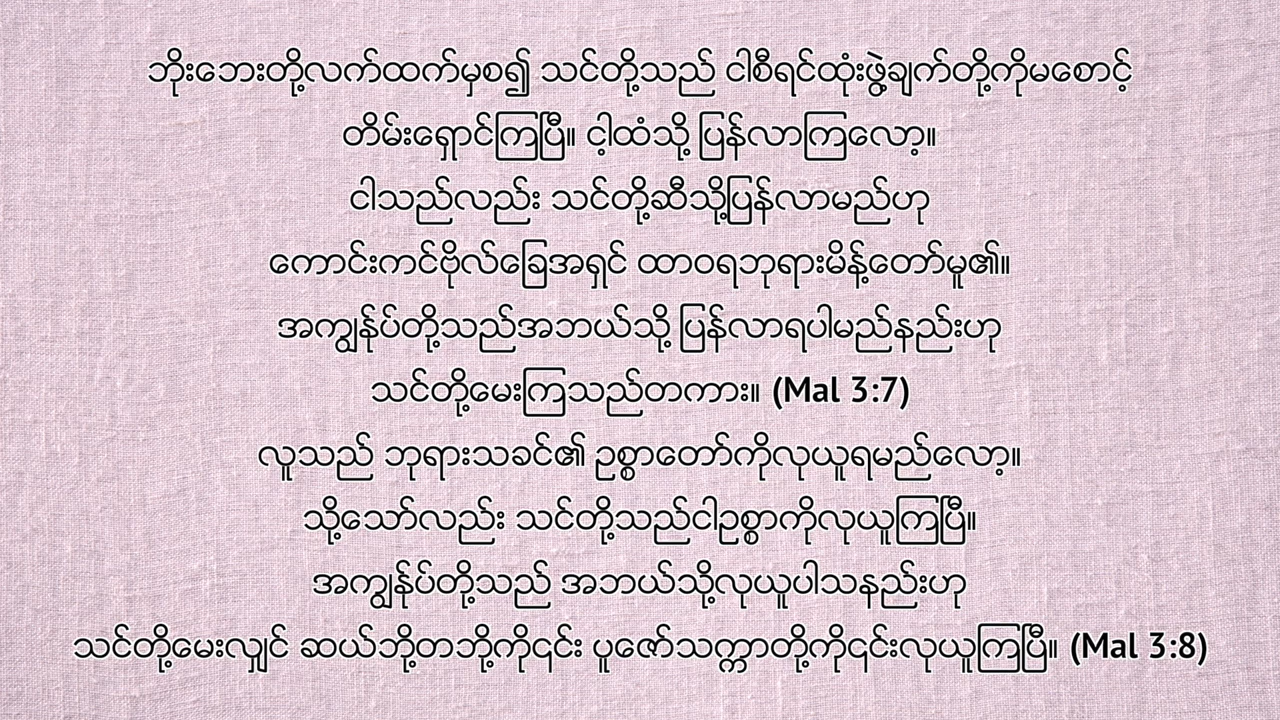 ဘိုးဘေးတို့လက်ထက်မှစ၍ သင်တို့သည် ငါစီရင်ထုံးဖွဲ့ချက်တို့ကိုမစောင့်
တိမ်းရှောင်ကြပြီ။ ငါ့ထံသို့ ပြန်လာကြလော့။
ငါသည်လည်း သင်တို့ဆီသို့ပြန်လာမည်ဟု
ကောင်းကင်ဗိုလ်ခြေအရှင် ထာဝရဘုရားမိန့်တော်မူ၏။
အကျွန်ုပ်တို့သည်အဘယ်သို့ ပြန်လာရပါမည်နည်းဟု
သင်တို့မေးကြသည်တကား။ (Mal 3:7)
လူသည် ဘုရားသခင်၏ ဥစ္စာတော်ကိုလုယူရမည်လော့။
သို့သော်လည်း သင်တို့သည်ငါဥစ္စာကိုလုယူကြပြီ။
အကျွန်ုပ်တို့သည် အဘယ်သို့လုယူပါသနည်းဟု
သင်တို့မေးလျှင် ဆယ်ဘို့တဘို့ကို၎င်း ပူဇော်သက္ကာတို့ကို၎င်းလုယူကြပြီ။ (Mal 3:8)